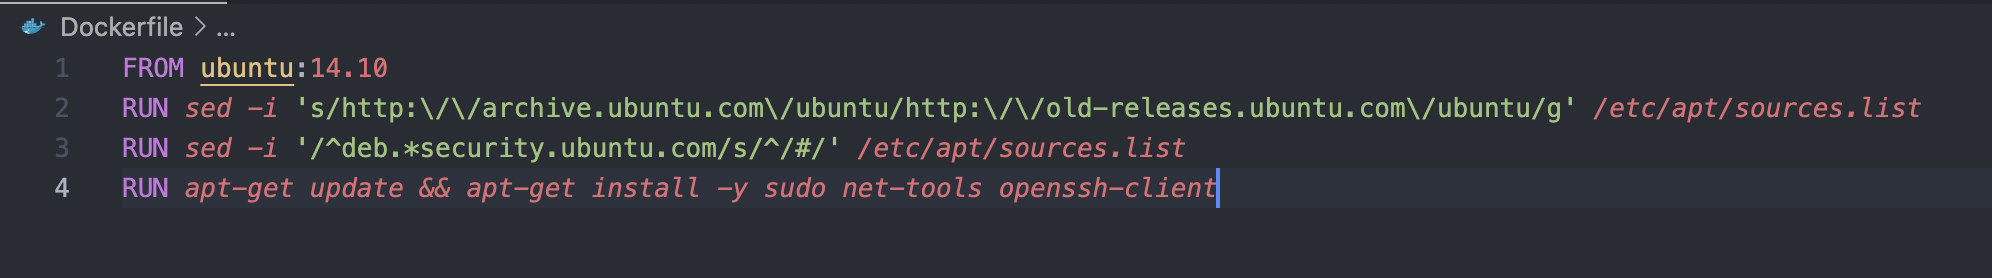 Dockerfile > ...
1 FROM ubuntu:14.10
2 RUN sed -i 's/http:\/\/archive.ubuntu.com\/ubuntu/http:\/\/old-releases.ubuntu.com\/ubuntu/g' /etc/apt/sources.list
3 RUN sed -i '/^deb.*security.ubuntu.com/s/^/#/' /etc/apt/sources.list
4 RUN apt-get update && apt-get install -y sudo net-tools openssh-client